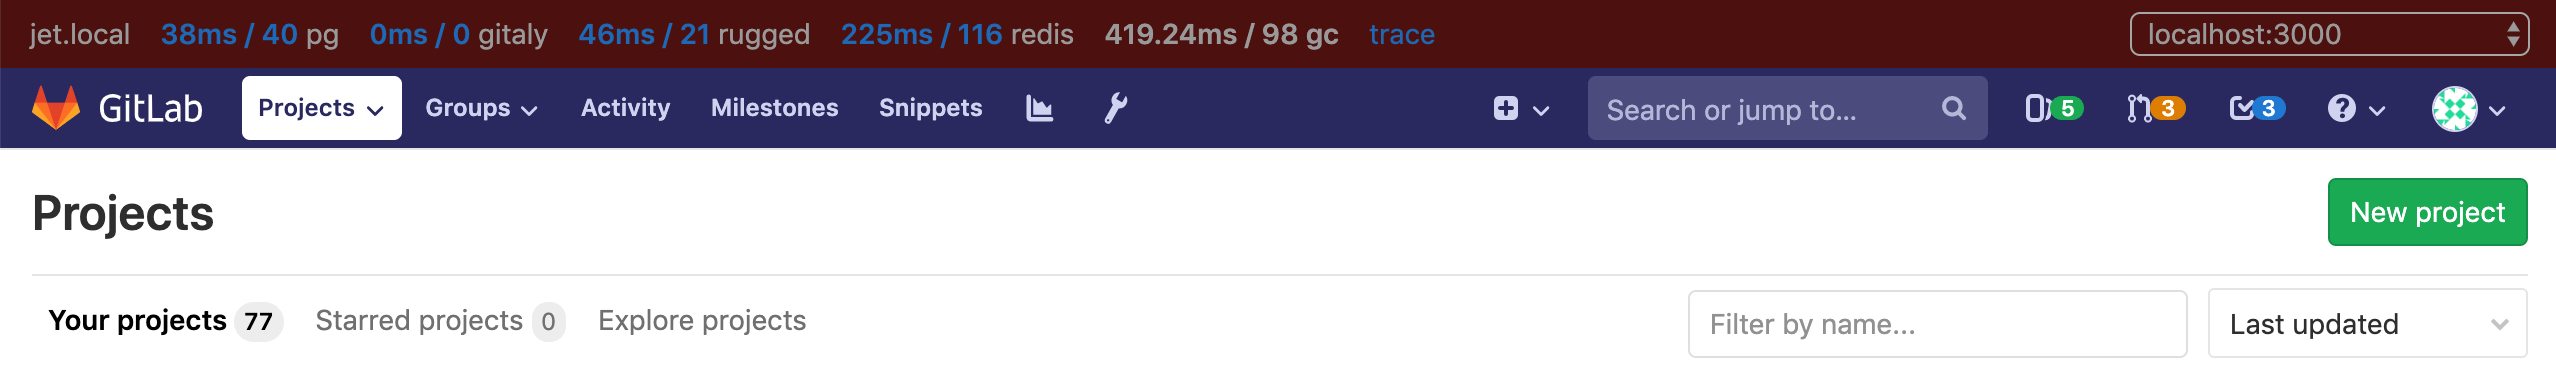 jet.local 38ms / 40 pg 0ms / 0 gitaly 46ms / 21 rugged 225ms / 116 redis 419.24ms / 98 gc trace localhost:3000
GitLab Projects Groups Activity Milestones Snippets Search or jump to... 5 3 3
Projects New project
Your projects 77 Starred projects 0 Explore projects Filter by name... Last updated